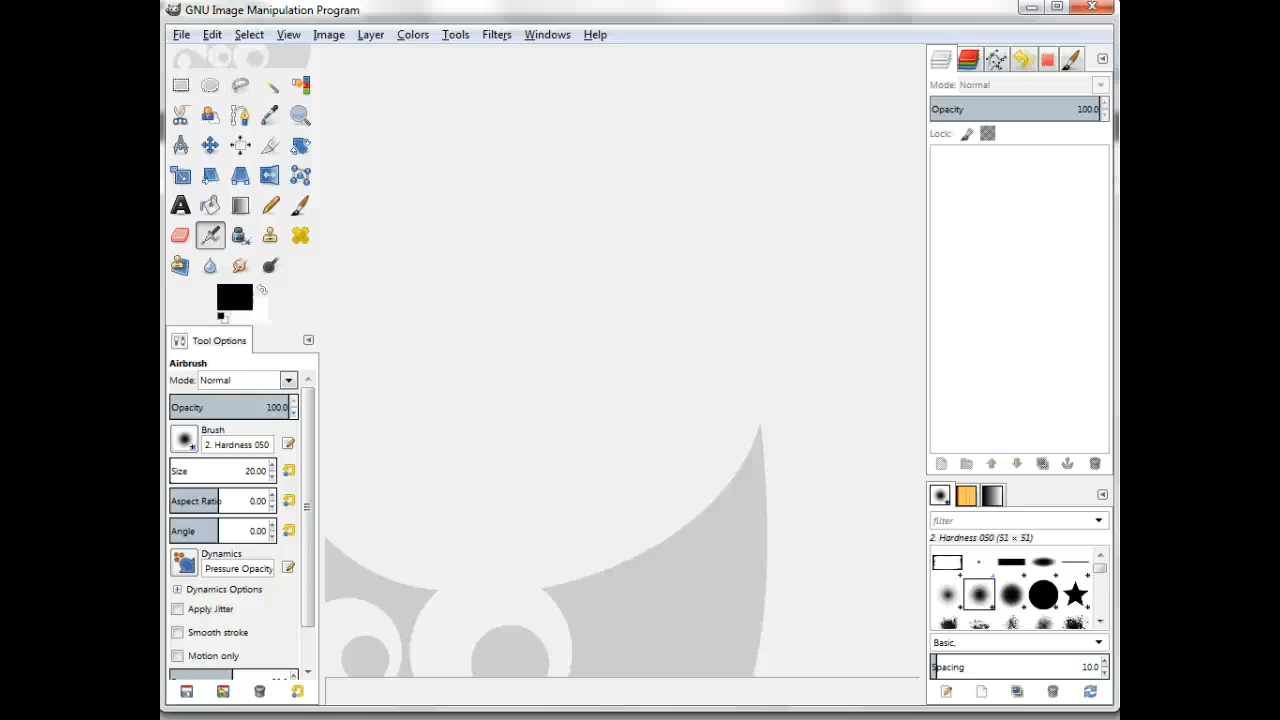 GNU Image Manipulation Program
File Edit Select View Image Layer Colors Tools Filters Windows Help
Mode: Normal
Opacity 100.0
Lock:
Tool Options
Airbrush
Mode: Normal
Opacity 100.0
Brush
2. Hardness 050
Size 20.00
Aspect Ratio 0.00
Angle 0.00
Dynamics
Pressure Opacity
Dynamics Options
Apply Jitter
Smooth stroke
Motion only
filter
2. Hardness 050 (51 × 51)
Basic,
Spacing 10.0